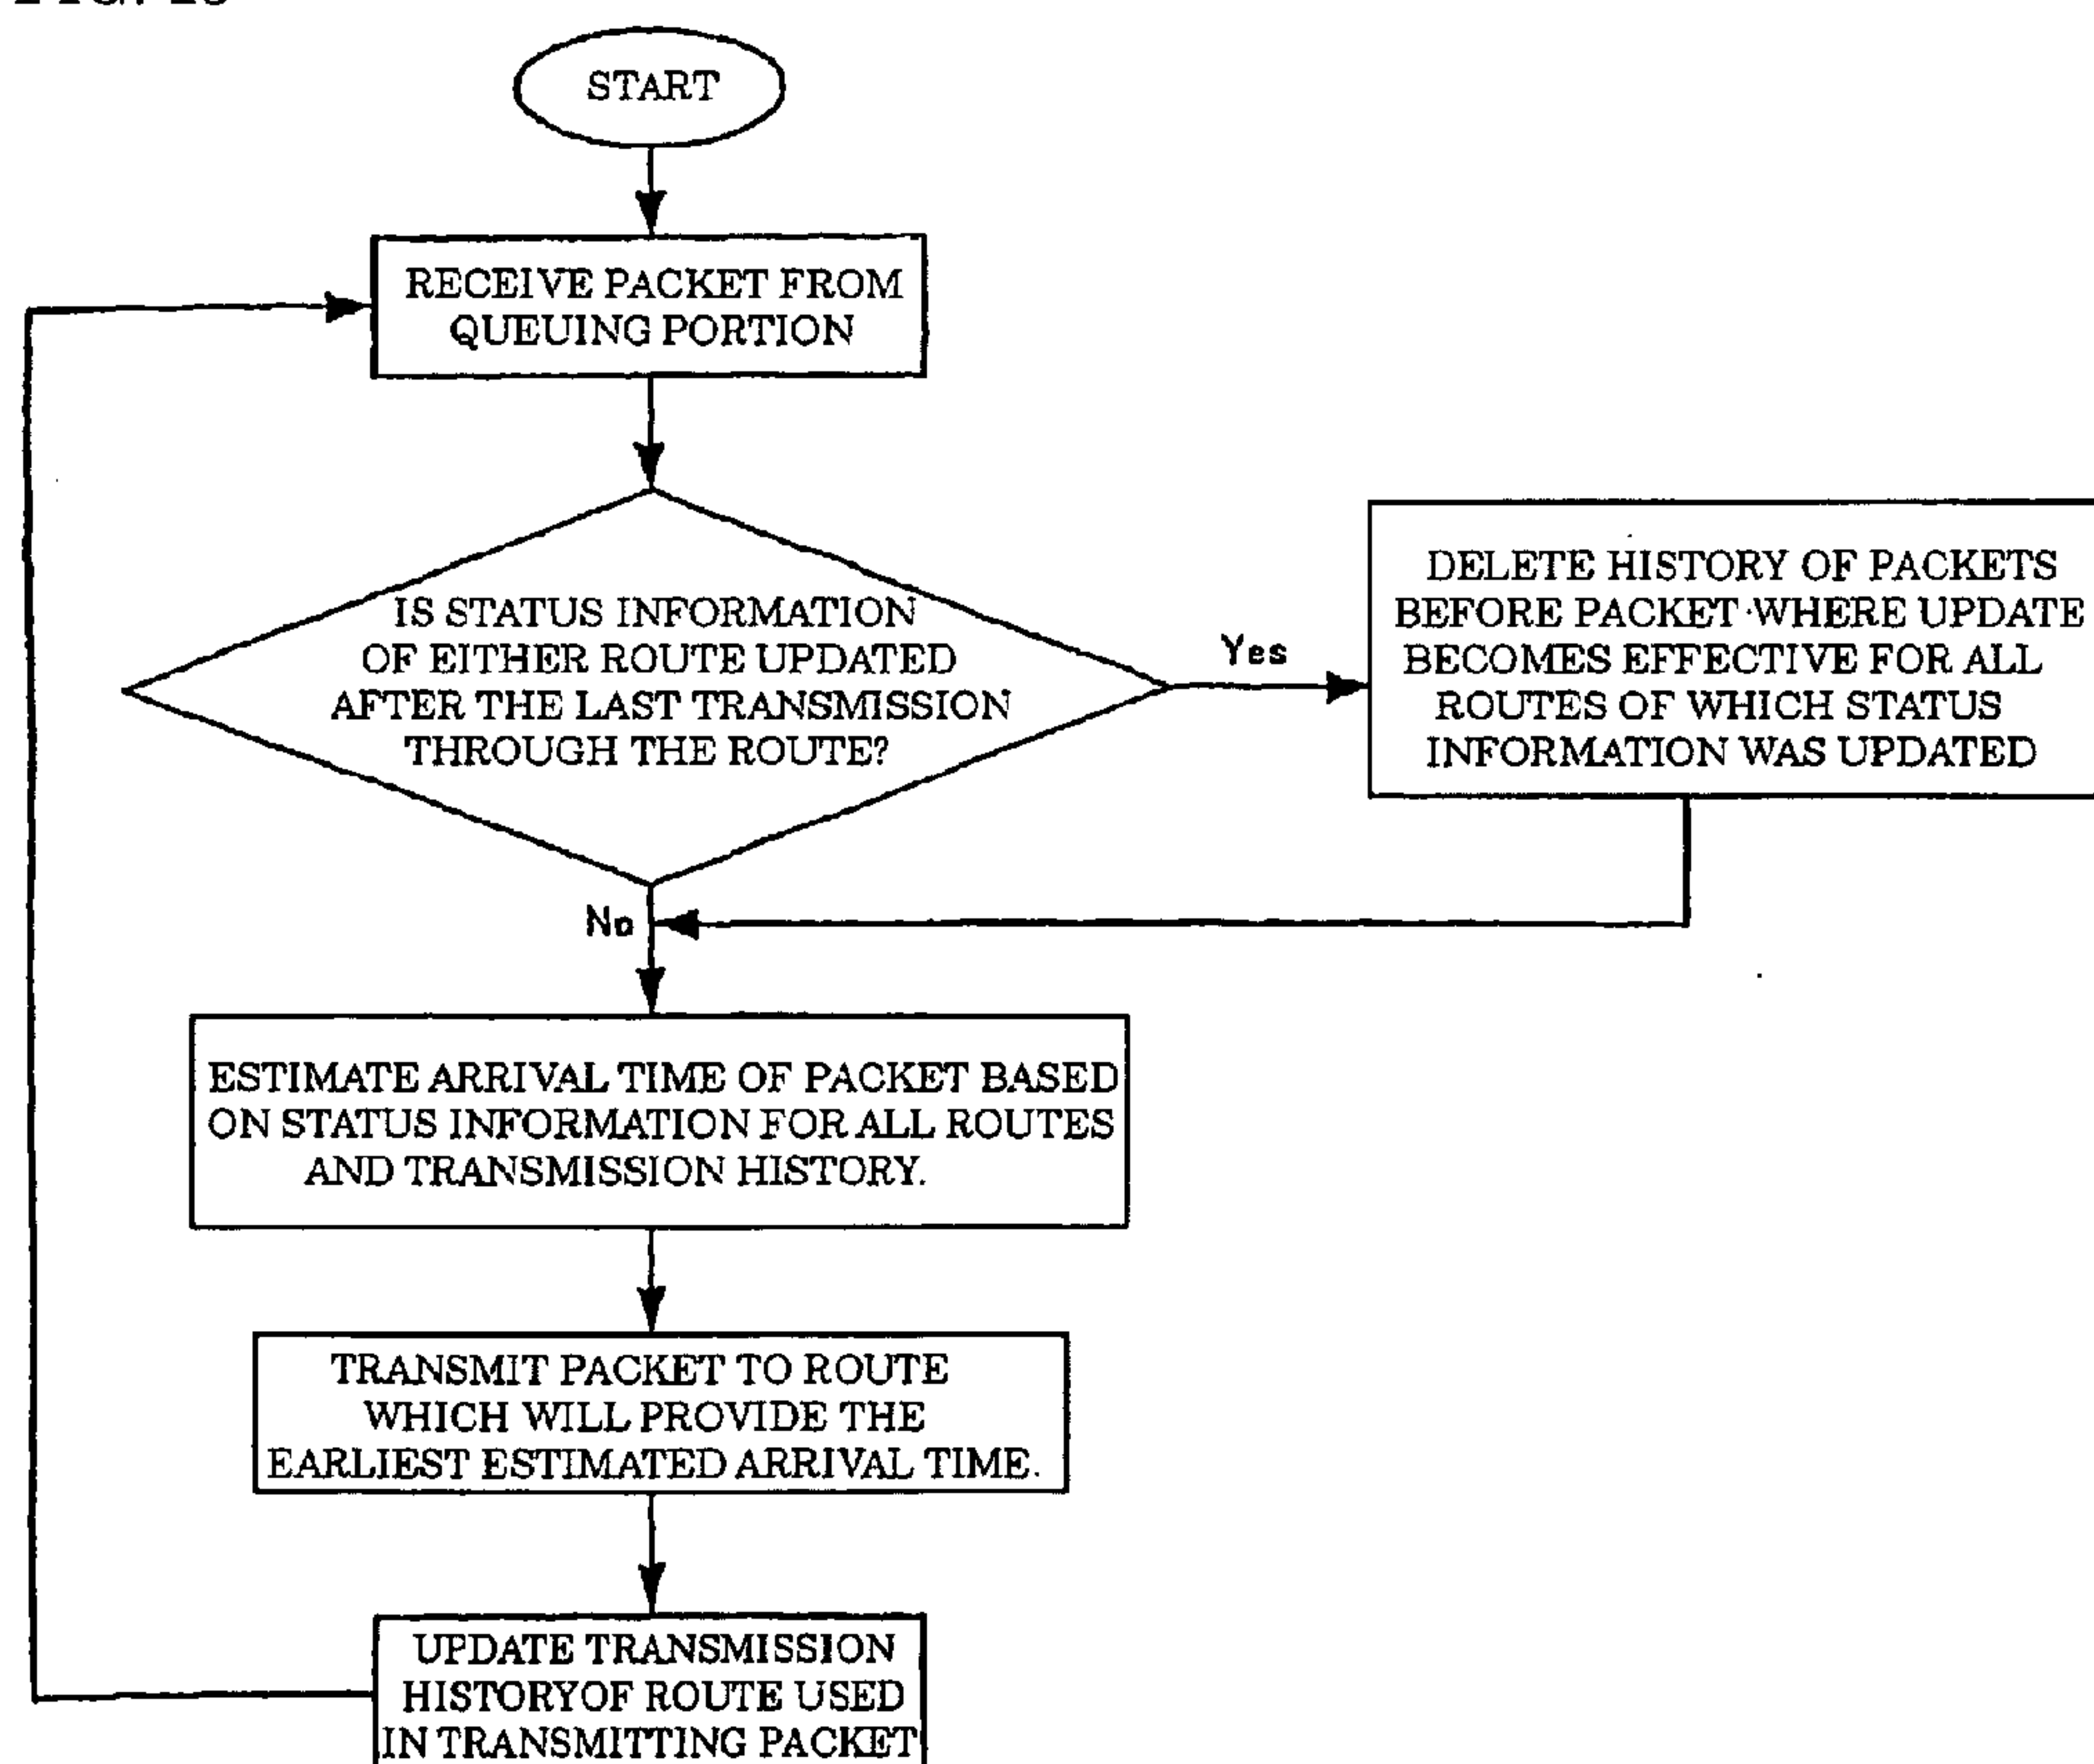 START
RECEIVE PACKET FROM
QUEUING PORTION
IS STATUS INFORMATION
OF EITHER ROUTE UPDATED
AFTER THE LAST TRANSMISSION
THROUGH THE ROUTE?
Yes
DELETE HISTORY OF PACKETS
BEFORE PACKET WHERE UPDATE
BECOMES EFFECTIVE FOR ALL
ROUTES OF WHICH STATUS
INFORMATION WAS UPDATED
No
ESTIMATE ARRIVAL TIME OF PACKET BASED
ON STATUS INFORMATION FOR ALL ROUTES
AND TRANSMISSION HISTORY.
TRANSMIT PACKET TO ROUTE
WHICH WILL PROVIDE THE
EARLIEST ESTIMATED ARRIVAL TIME.
UPDATE TRANSMISSION
HISTORYOF ROUTE USED
IN TRANSMITTING PACKET